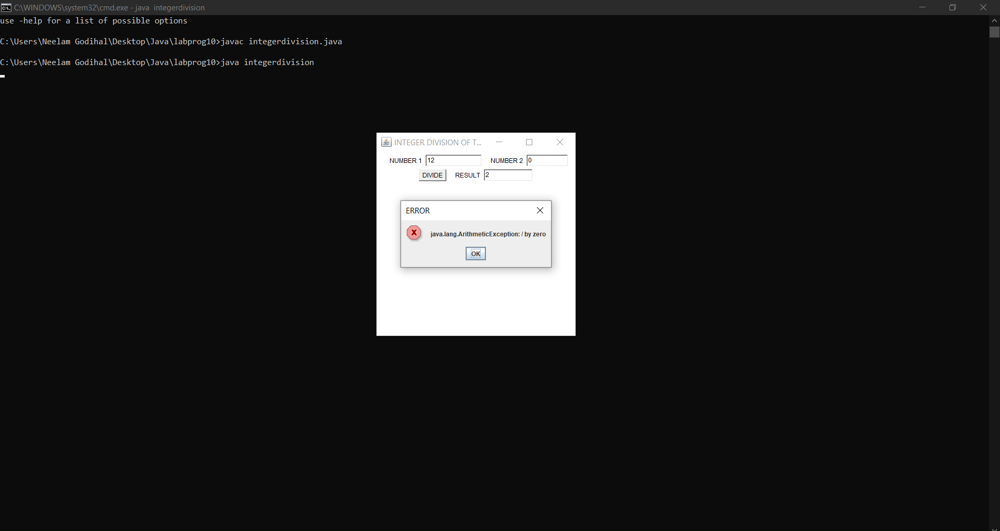 C:\WINDOWS\system32\cmd.exe - java  integerdivision
use -help for a list of possible options
C:\Users\Neelam Godihal\Desktop\Java\labprog10>javac integerdivision.java
C:\Users\Neelam Godihal\Desktop\Java\labprog10>java integerdivision
INTEGER DIVISION OF T...
NUMBER 1 12 NUMBER 2 0
DIVIDE RESULT 2
ERROR
java.lang.ArithmeticException: / by zero
OK